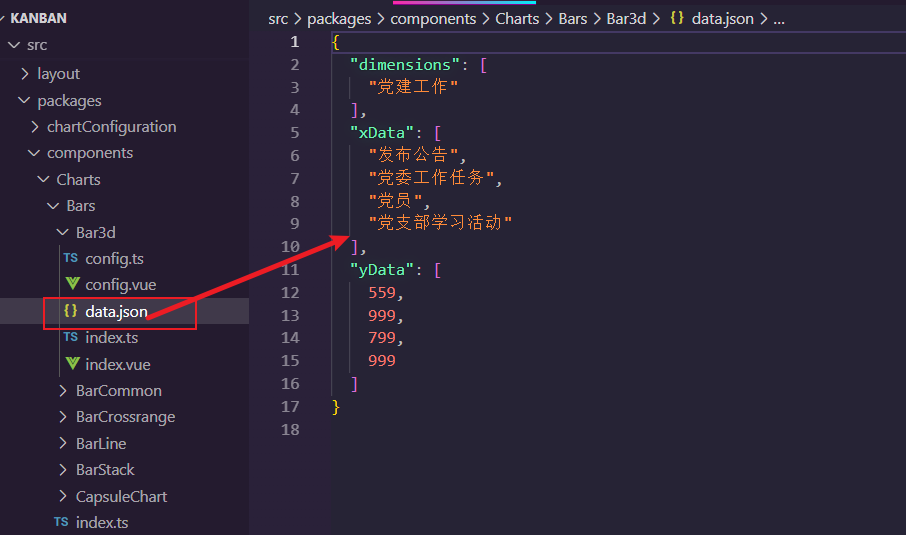 KANBAN
src
layout
packages
chartConfiguration
components
Charts
Bars
Bar3d
TS config.ts
config.vue
{} data.json
TS index.ts
index.vue
BarCommon
BarCrossrange
BarLine
BarStack
CapsuleChart
TS index.ts
src > packages > components > Charts > Bars > Bar3d > {} data.json > ...
1 {
2 "dimensions": [
3 "党建工作"
4 ],
5 "xData": [
6 "发布公告",
7 "党委工作任务",
8 "党员",
9 "党支部学习活动"
10 ],
11 "yData": [
12 559,
13 999,
14 799,
15 999
16 ]
17 }
18